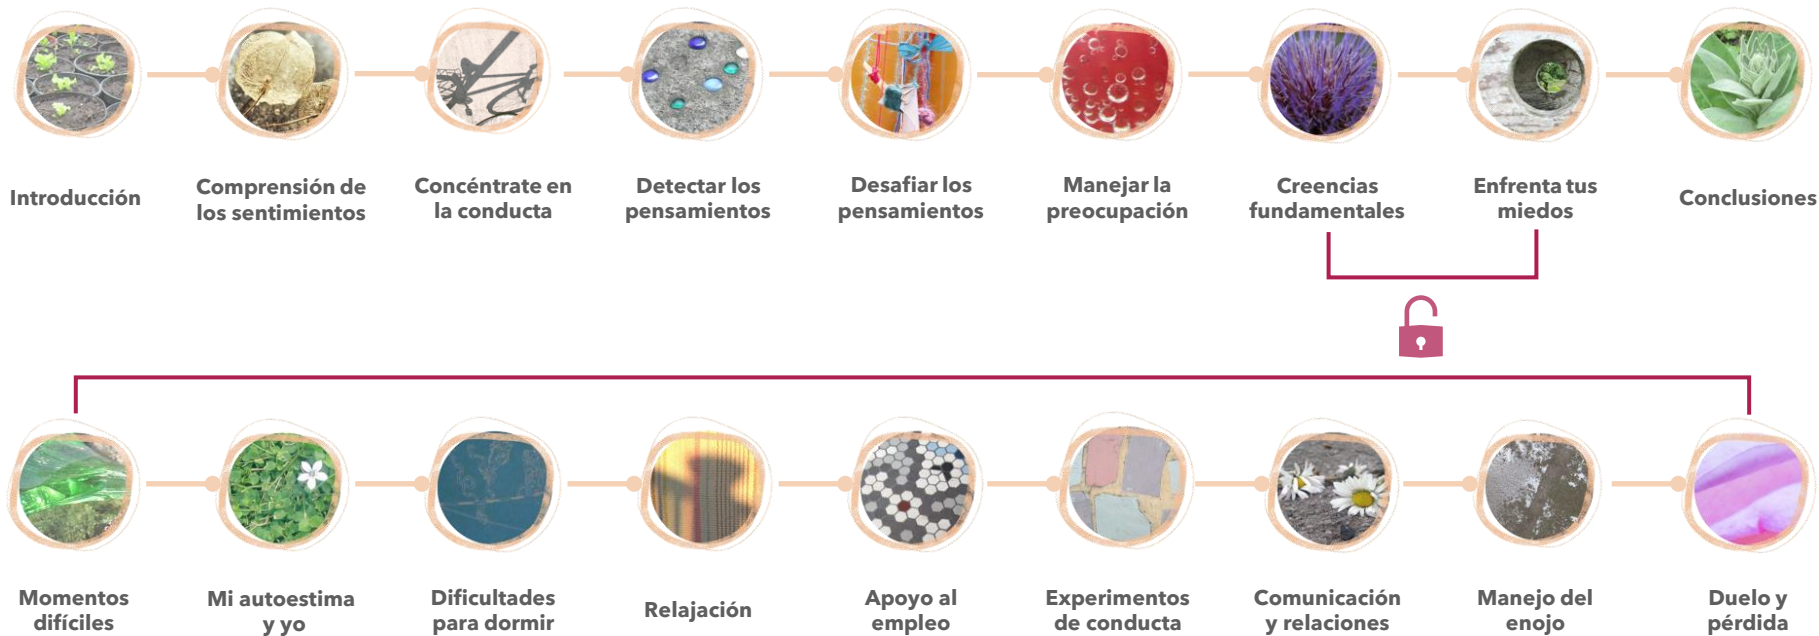 Introducción
Comprensión de
los sentimientos
Concéntrate en
la conducta
Detectar los
pensamientos
Desafiar los
pensamientos
Manejar la
preocupación
Creencias
fundamentales
Enfrenta tus
miedos
Conclusiones
Momentos
difíciles
Mi autoestima
y yo
Dificultades
para dormir
Relajación
Apoyo al
empleo
Experimentos
de conducta
Comunicación
y relaciones
Manejo del
enojo
Duelo y
pérdida